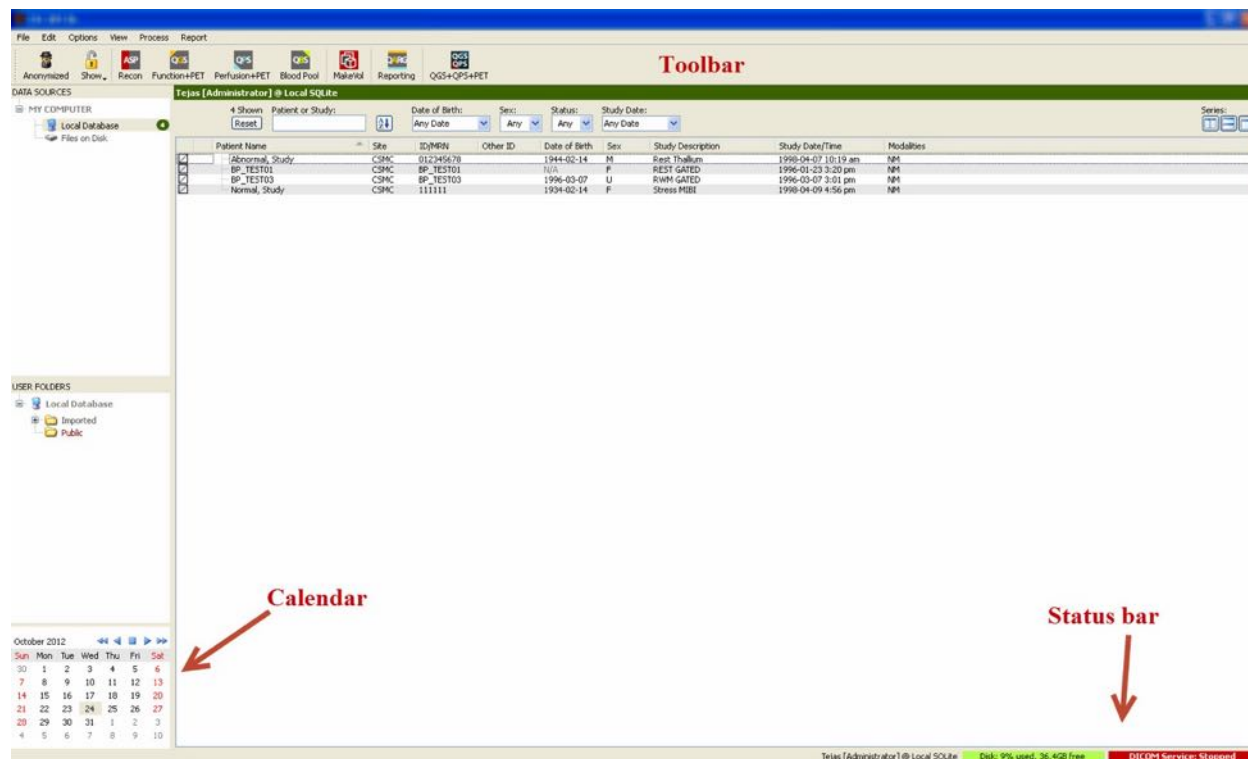 File Edit Options View Process Report
ASP QGS QPS QBS QARG QGS QPS
Anonymized Show Recon Function+PET Perfusion+PET Blood Pool MakeVol Reporting QGS+QPS+PET Toolbar
DATA SOURCES Tejas [Administrator] @ Local SQLite
MY COMPUTER 4 Shown Patient or Study: Date of Birth: Sex: Status: Study Date: Series:
Local Database 4 Reset Any Date Any Any Any Date
Files on Disk
Patient Name Site ID/MRN Other ID Date of Birth Sex Study Description Study Date/Time Modalities
Abnormal, Study CSMC 012345678 1944-02-14 M Rest Thallium 1998-04-07 10:19 am NM
BP_TEST01 CSMC BP_TEST01 N/A F REST GATED 1996-01-23 3:20 pm NM
BP_TEST03 CSMC BP_TEST03 1996-03-07 U RWM GATED 1996-03-07 3:01 pm NM
Normal, Study CSMC 111111 1934-02-14 F Stress MIBI 1998-04-09 4:56 pm NM
USER FOLDERS
Local Database
Imported
Public
Calendar
Status bar
October 2012
Sun Mon Tue Wed Thu Fri Sat
30 1 2 3 4 5 6
7 8 9 10 11 12 13
14 15 16 17 18 19 20
21 22 23 24 25 26 27
28 29 30 31 1 2 3
4 5 6 7 8 9 10
Tejas [Administrator] @ Local SQLite Disk: 9% used, 36.4GB free DICOM Service: Stopped